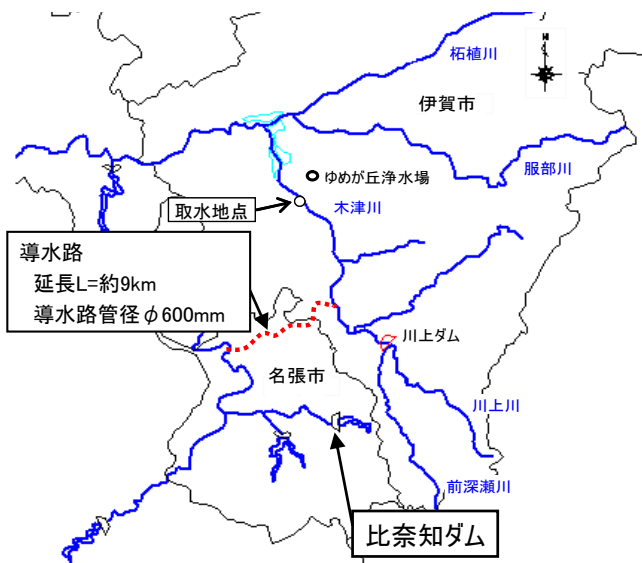 柘植川
伊賀市
服部川
ゆめが丘浄水場
取水地点
木津川
導水路
延長L=約9km
導水路管径φ600mm
川上ダム
名張市
川上川
前深瀬川
比奈知ダム